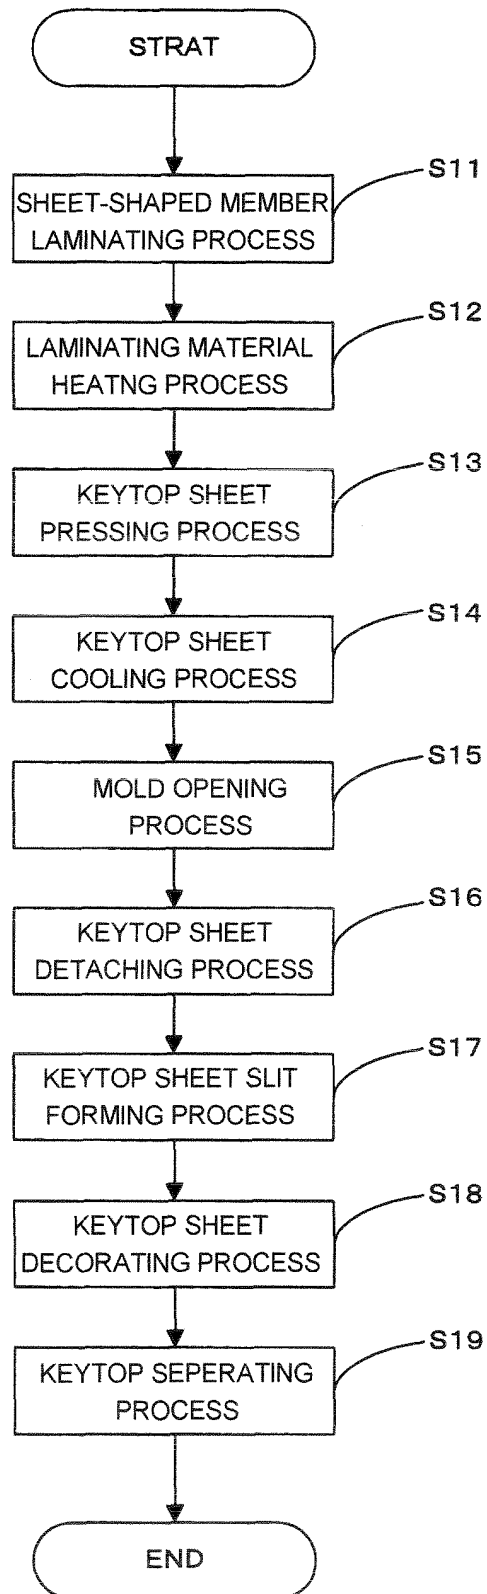 STRAT
S11
SHEET-SHAPED MEMBER
LAMINATING PROCESS
S12
LAMINATING MATERIAL
HEATNG PROCESS
S13
KEYTOP SHEET
PRESSING PROCESS
S14
KEYTOP SHEET
COOLING PROCESS
S15
MOLD OPENING
PROCESS
S16
KEYTOP SHEET
DETACHING PROCESS
S17
KEYTOP SHEET SLIT
FORMING PROCESS
S18
KEYTOP SHEET
DECORATING PROCESS
S19
KEYTOP SEPERATING
PROCESS
END